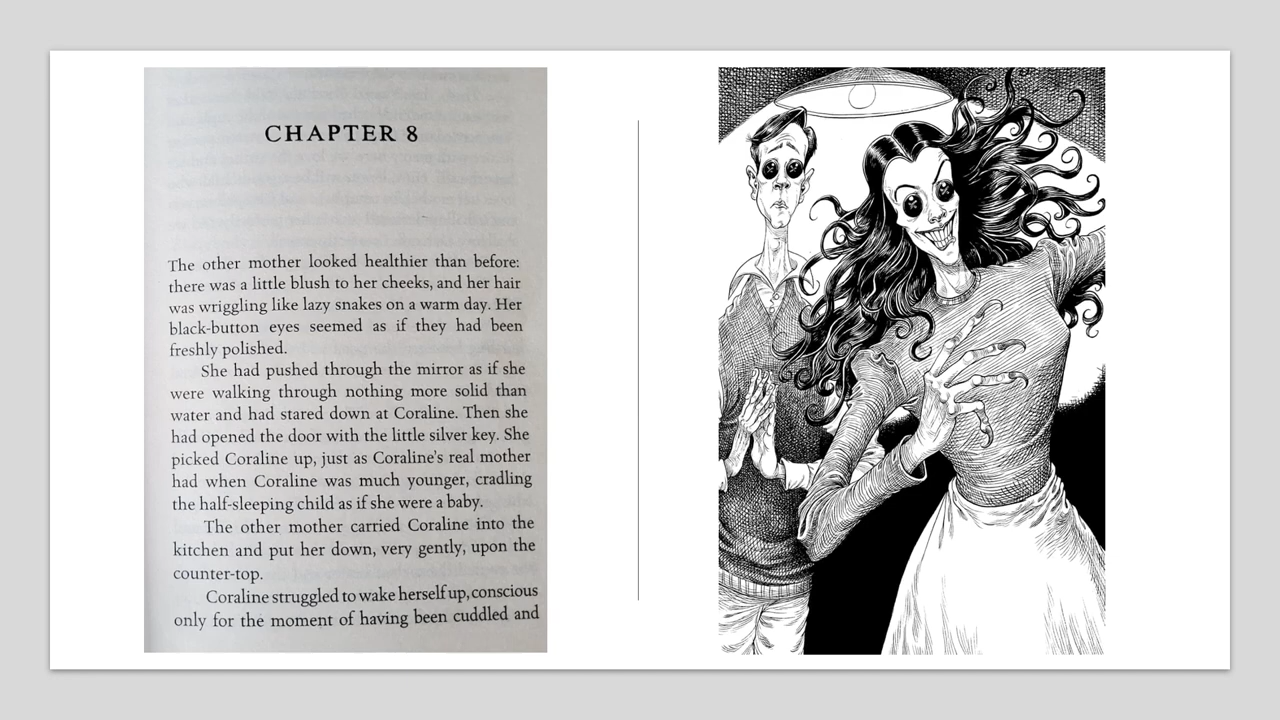 CHAPTER 8
The other mother looked healthier than before:
there was a little blush to her cheeks, and her hair
was wriggling like lazy snakes on a warm day. Her
black-button eyes seemed as if they had been
freshly polished.
She had pushed through the mirror as if she
were walking through nothing more solid than
water and had stared down at Coraline. Then she
had opened the door with the little silver key. She
picked Coraline up, just as Coraline's real mother
had when Coraline was much younger, cradling
the half-sleeping child as if she were a baby.
The other mother carried Coraline into the
kitchen and put her down, very gently, upon the
counter-top.
Coraline struggled to wake herself up, conscious
only for the moment of having been cuddled and